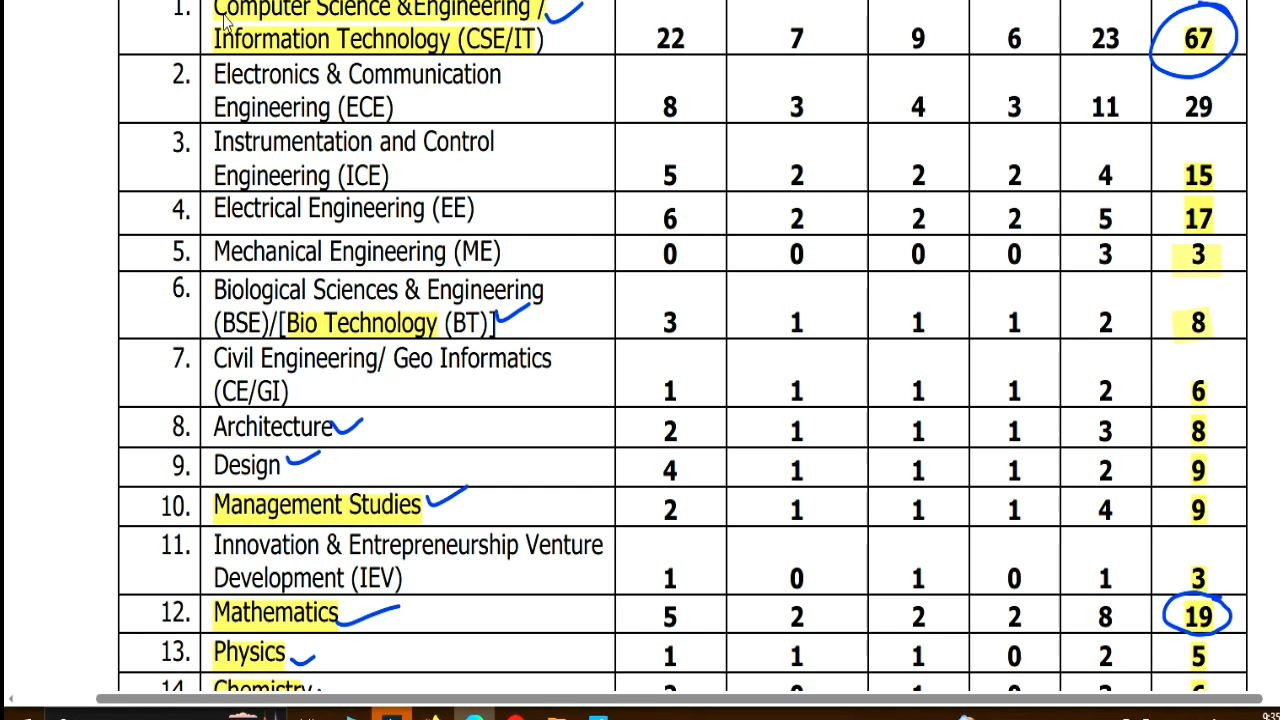 1. Computer Science &Engineering /
Information Technology (CSE/IT) 22 7 9 6 23 67
2. Electronics & Communication
Engineering (ECE) 8 3 4 3 11 29
3. Instrumentation and Control
Engineering (ICE) 5 2 2 2 4 15
4. Electrical Engineering (EE) 6 2 2 2 5 17
5. Mechanical Engineering (ME) 0 0 0 0 3 3
6. Biological Sciences & Engineering
(BSE)/[Bio Technology (BT)] 3 1 1 1 2 8
7. Civil Engineering/ Geo Informatics
(CE/GI) 1 1 1 1 2 6
8. Architecture 2 1 1 1 3 8
9. Design 4 1 1 1 2 9
10. Management Studies 2 1 1 1 4 9
11. Innovation & Entrepreneurship Venture
Development (IEV) 1 0 1 0 1 3
12. Mathematics 5 2 2 2 8 19
13. Physics 1 1 1 0 2 5
14. Chemistry